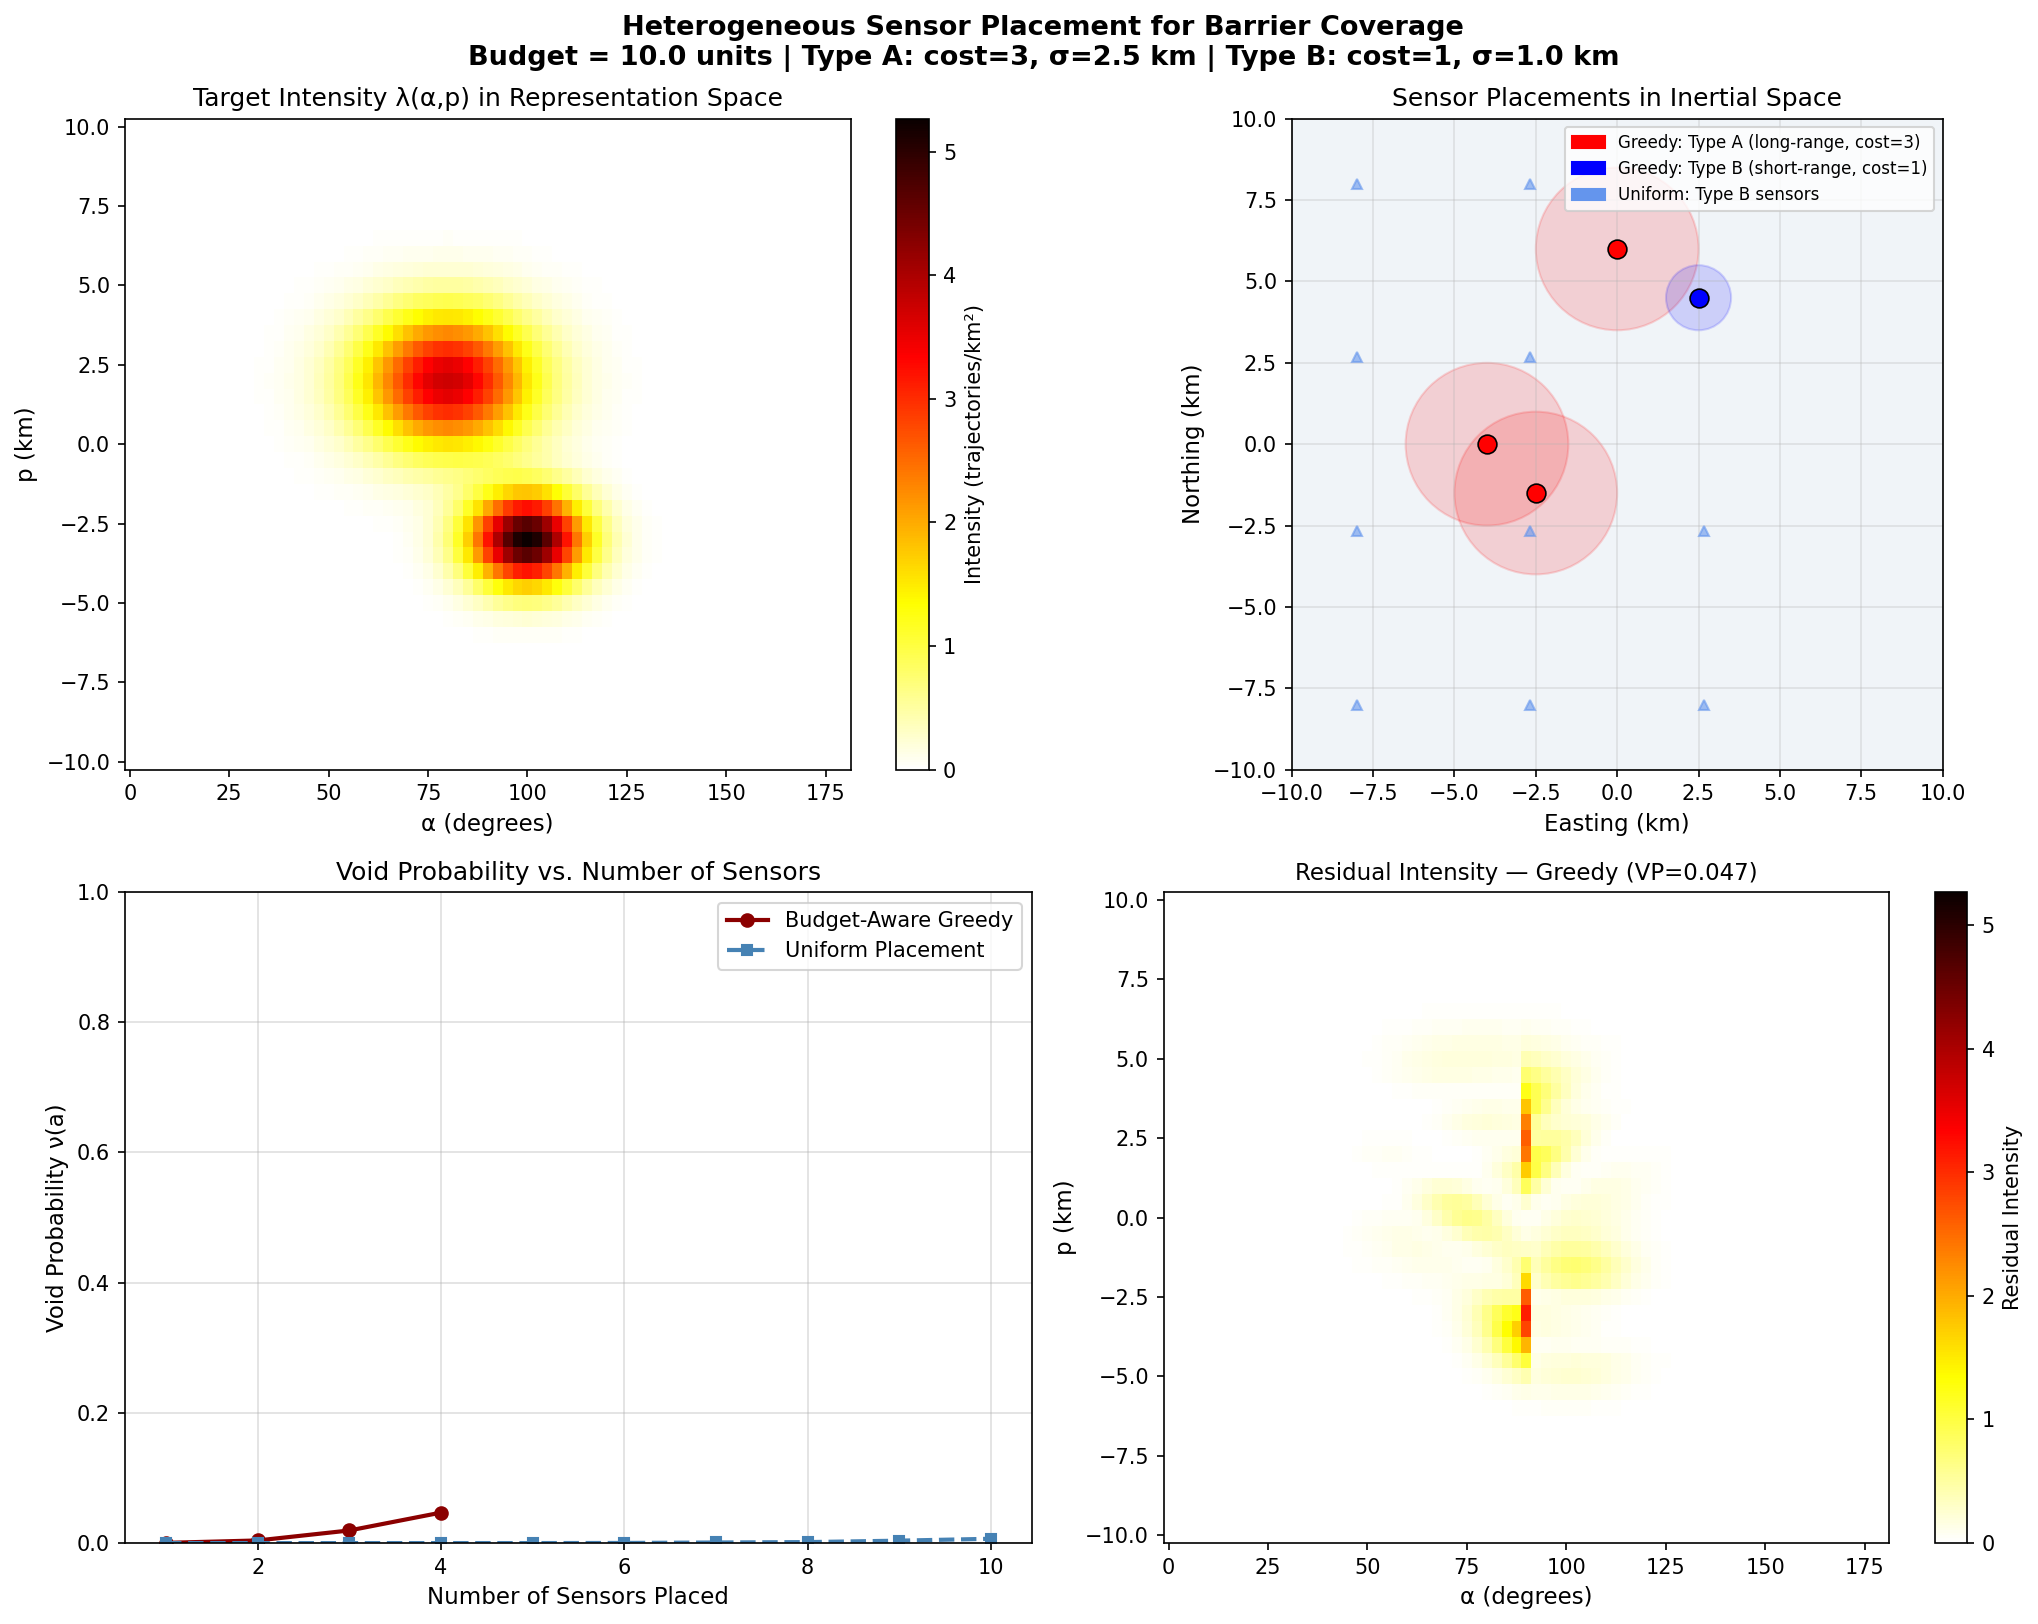 Heterogeneous Sensor Placement for Barrier Coverage
Budget = 10.0 units | Type A: cost=3, σ=2.5 km | Type B: cost=1, σ=1.0 km
Target Intensity λ(α,p) in Representation Space
10.0
7.5
5.0
2.5
0.0
−2.5
−5.0
−7.5
−10.0
p (km)
0 25 50 75 100 125 150 175
α (degrees)
5
4
3
2
1
0
Intensity (trajectories/km²)
Sensor Placements in Inertial Space
Greedy: Type A (long-range, cost=3)
Greedy: Type B (short-range, cost=1)
Uniform: Type B sensors
10.0
7.5
5.0
2.5
0.0
−2.5
−5.0
−7.5
−10.0
Northing (km)
−10.0 −7.5 −5.0 −2.5 0.0 2.5 5.0 7.5 10.0
Easting (km)
Void Probability vs. Number of Sensors
Budget-Aware Greedy
Uniform Placement
1.0
0.8
0.6
0.4
0.2
0.0
Void Probability ν(a)
2 4 6 8 10
Number of Sensors Placed
Residual Intensity — Greedy (VP=0.047)
10.0
7.5
5.0
2.5
0.0
−2.5
−5.0
−7.5
−10.0
p (km)
0 25 50 75 100 125 150 175
α (degrees)
5
4
3
2
1
0
Residual Intensity